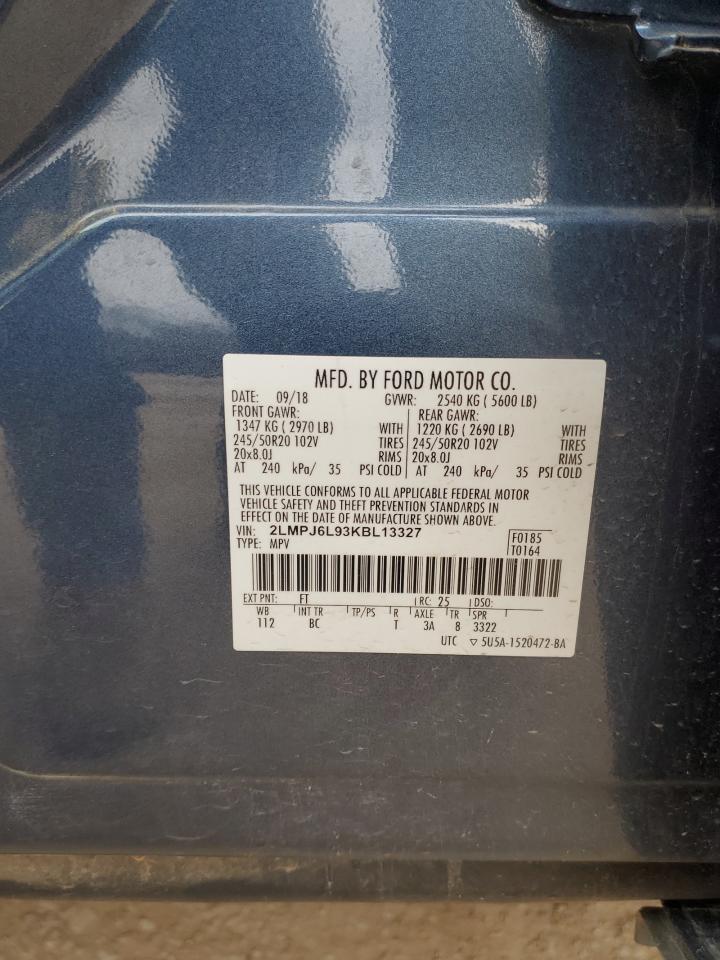 MFD. BY FORD MOTOR CO.
DATE: 09/18 GVWR: 2540 KG ( 5600 LB)
FRONT GAWR: REAR GAWR:
1347 KG ( 2970 LB) WITH 1220 KG ( 2690 LB) WITH
245/50R20 102V TIRES 245/50R20 102V TIRES
20x8.0J RIMS 20x8.0J RIMS
AT 240 kPa/ 35 PSI COLD AT 240 kPa/ 35 PSI COLD
THIS VEHICLE CONFORMS TO ALL APPLICABLE FEDERAL MOTOR
VEHICLE SAFETY AND THEFT PREVENTION STANDARDS IN
EFFECT ON THE DATE OF MANUFACTURE SHOWN ABOVE.
VIN: 2LMPJ6L93KBL13327 F0185
TYPE: MPV T0164
EXT PNT: FT RC: 25 DSO:
WB INT TR TP/PS R AXLE TR SPR
112 BC T 3A 8 3322
UTC ▽ 5U5A-1520472-BA